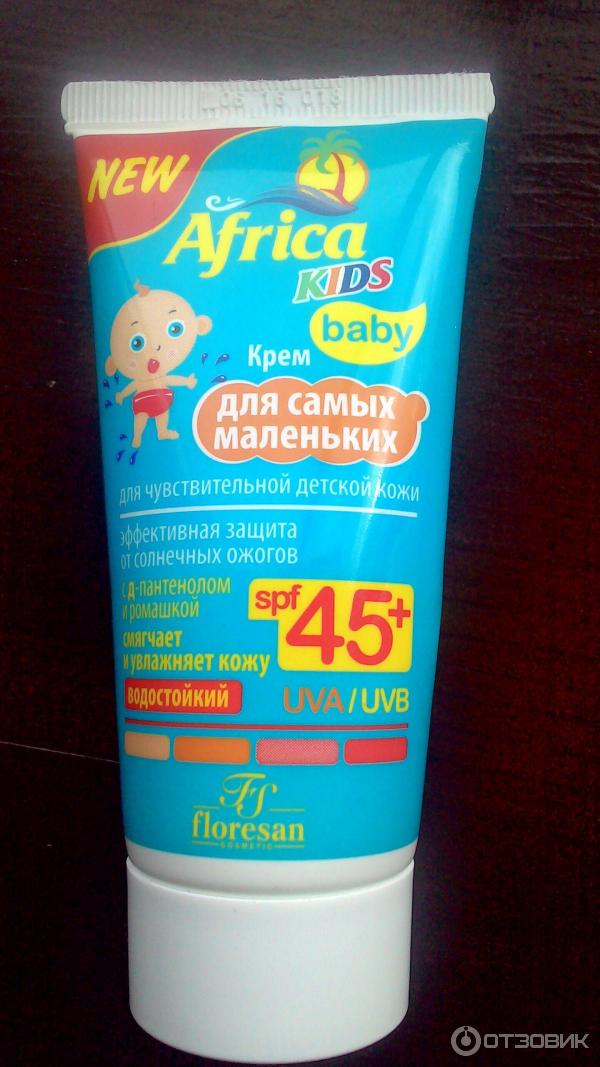 NEW
Africa
KIDS
baby
Крем
для самых
маленьких
для чувствительной детской кожи
эффективная защита
от солнечных ожогов
с д-пантенолом
и ромашкой
смягчает
и увлажняет кожу
spf 45+
водостойкий
UVA/UVB
FS
floresan
COSMETIC
ОТЗОВИК